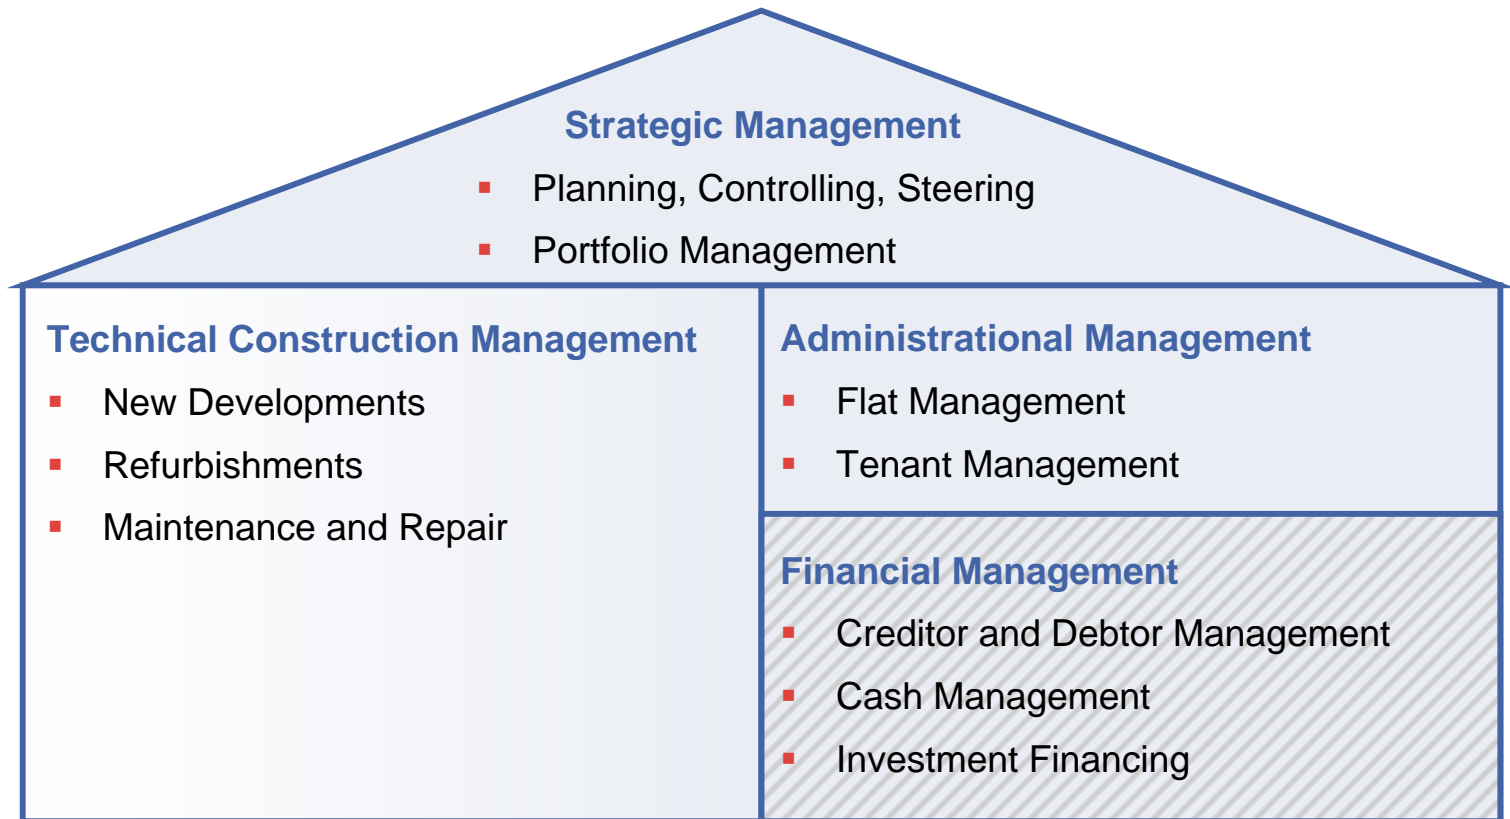 Strategic Management
▪ Planning, Controlling, Steering
▪ Portfolio Management
Technical Construction Management
▪ New Developments
▪ Refurbishments
▪ Maintenance and Repair
Administrational Management
▪ Flat Management
▪ Tenant Management
Financial Management
▪ Creditor and Debtor Management
▪ Cash Management
▪ Investment Financing